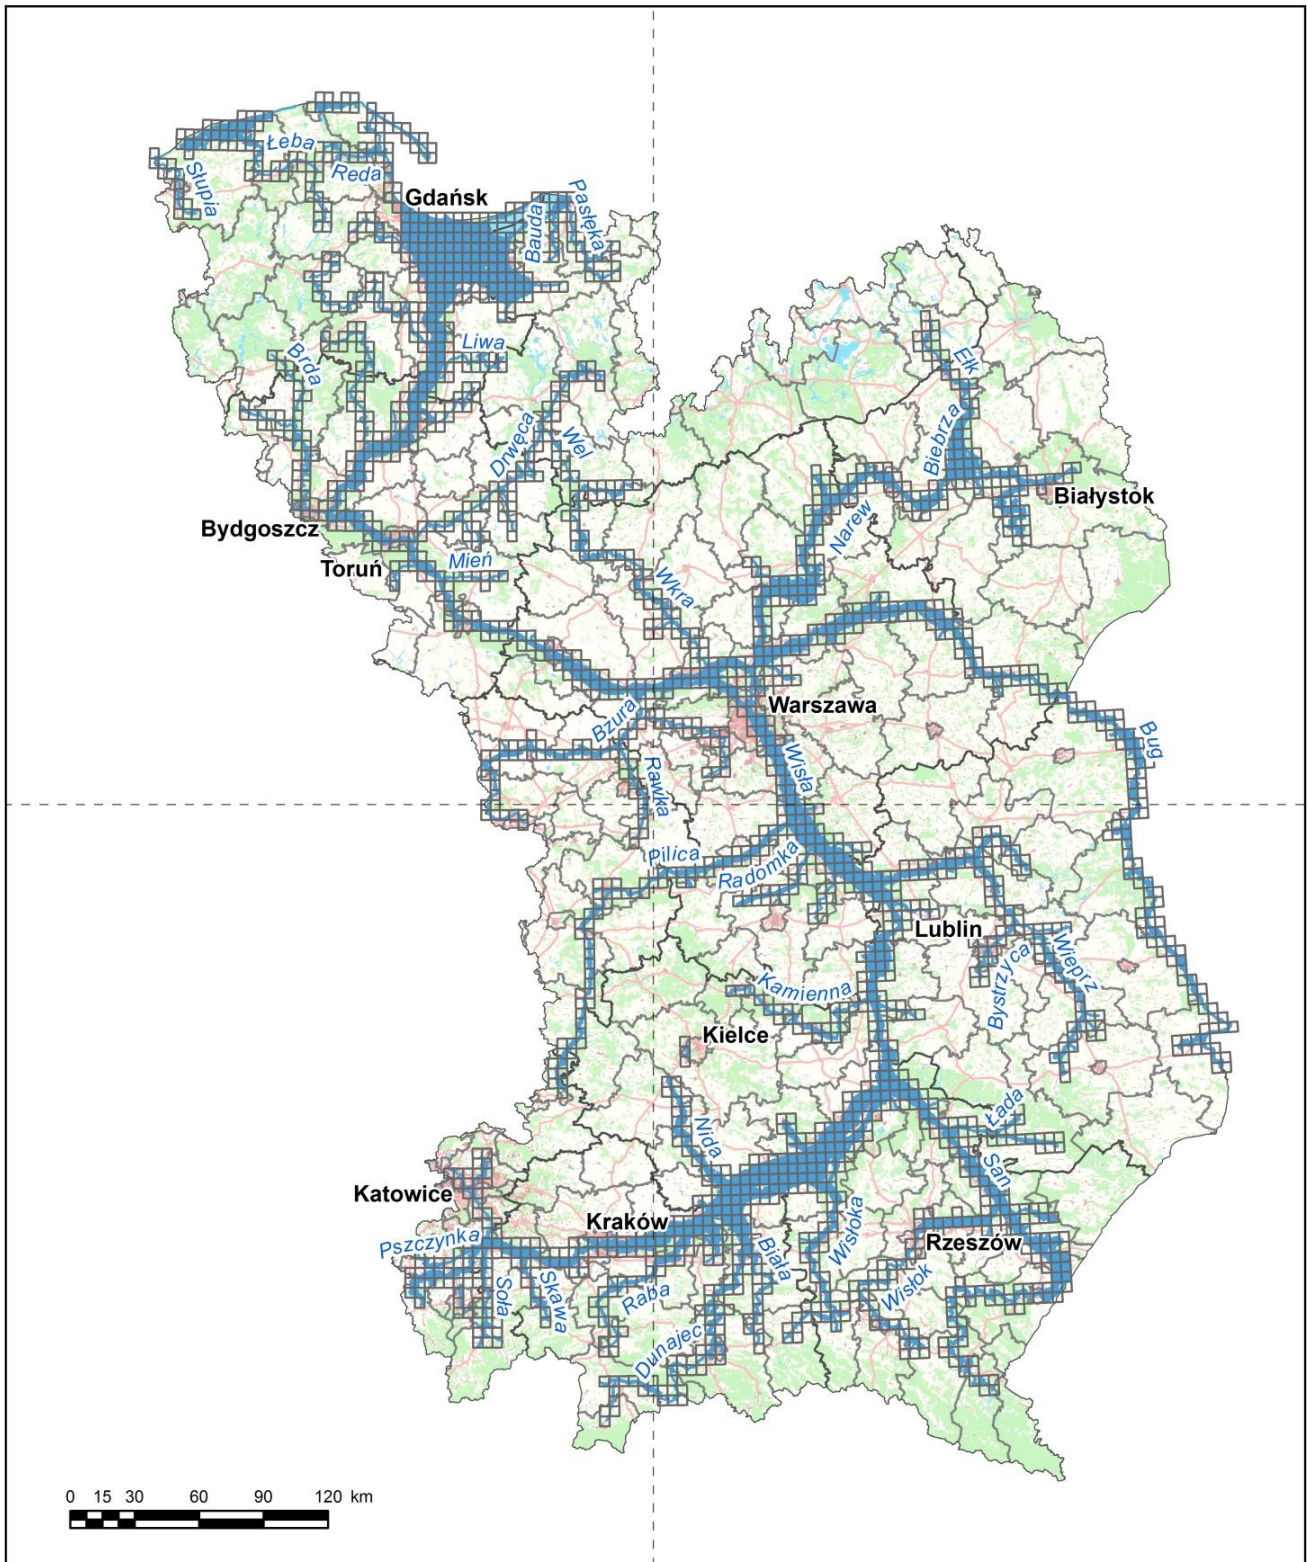 Łeba
Słupia
Reda
Gdańsk
Bauda
Pasłęka
Brda
Liwa
Ełk
Drwęca
Wel
Biebrza
Białystok
Bydgoszcz
Narew
Toruń
Mień
Wkra
Bzura
Warszawa
Bug
Rawka
Wisła
Pilica
Radomka
Lublin
Bystrzyca
Wieprz
Kamienna
Kielce
Nida
Łada
San
Katowice
Kraków
Wisłoka
Rzeszów
Pszczynka
Soła
Skawa
Raba
Biała
Wisłok
Dunajec
0 15 30 60 90 120 km